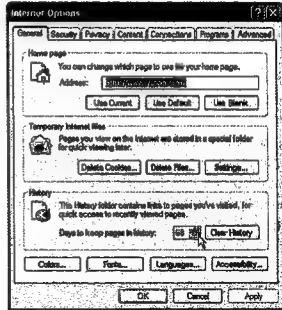 Internet Options
General Security Privacy Content Connections Programs Advanced
Home page
You can change which page to use for your home page.
Address:
Use Current Use Default Use Blank
Temporary Internet files
Pages you view on the Internet are stored in a special folder
for quick viewing later.
Delete Cookies... Delete Files... Settings...
History
The History folder contains links to pages you've visited, for
quick access to recently viewed pages.
Days to keep pages in history: Clear History
Colors... Fonts... Languages... Accessibility...
OK Cancel Apply